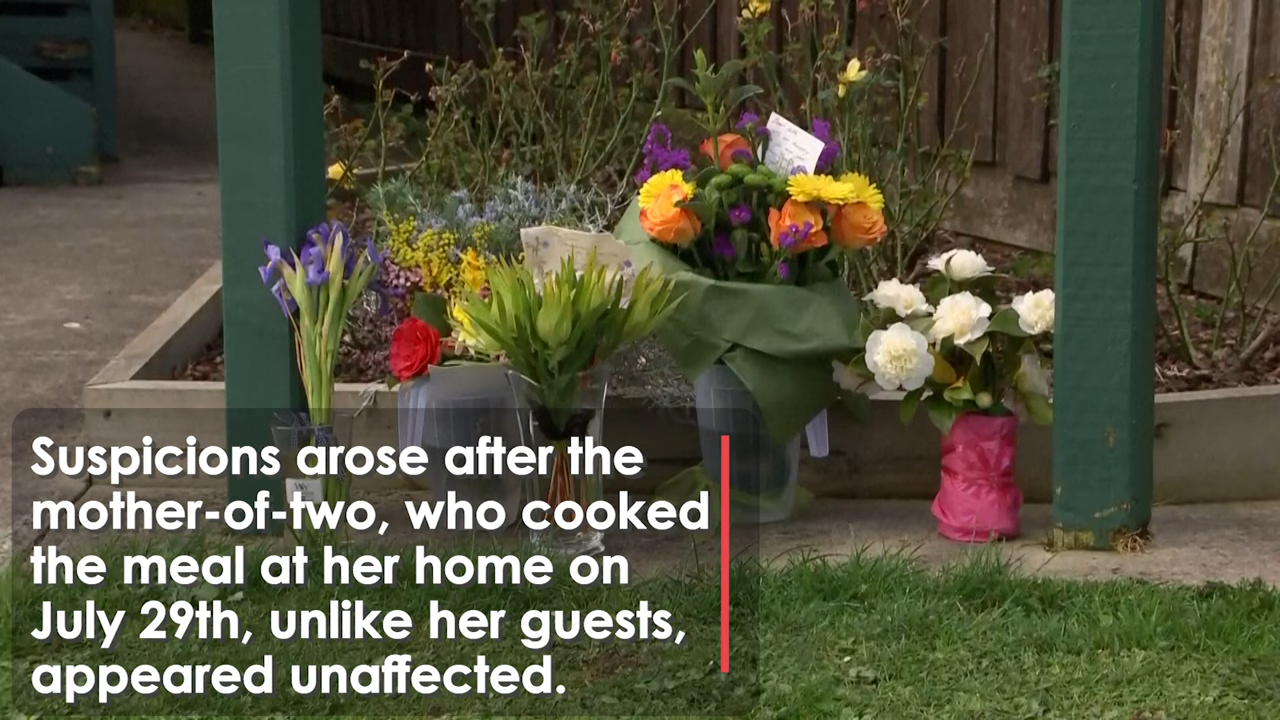 Suspicions arose after the
mother-of-two, who cooked
the meal at her home on
July 29th, unlike her guests,
appeared unaffected.